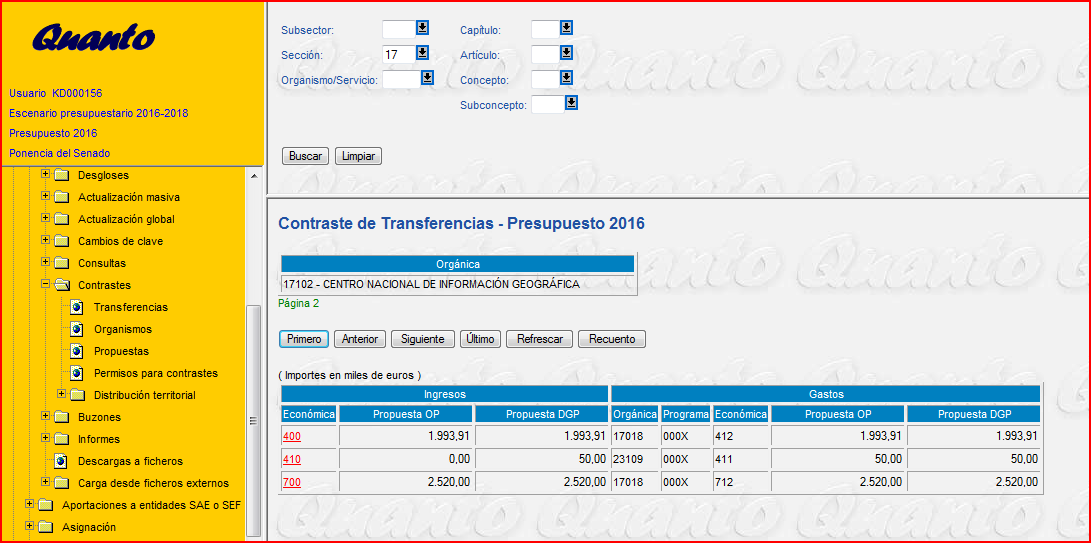 Quanto
Usuario KD000156
Escenario presupuestario 2016-2018
Presupuesto 2016
Ponencia del Senado
Desgloses
Actualización masiva
Actualización global
Cambios de clave
Consultas
Contrastes
Transferencias
Organismos
Propuestas
Permisos para contrastes
Distribución territorial
Buzones
Informes
Descargas a ficheros
Carga desde ficheros externos
Aportaciones a entidades SAE o SEF
Asignación
Subsector: Capítulo:
Sección: 17 Artículo:
Organismo/Servicio: Concepto:
Subconcepto:
Buscar Limpiar
Contraste de Transferencias - Presupuesto 2016
Orgánica
17102 - CENTRO NACIONAL DE INFORMACIÓN GEOGRÁFICA
Página 2
Primero Anterior Siguiente Último Refrescar Recuento
( Importes en miles de euros )
Ingresos Gastos
Económica Propuesta OP Propuesta DGP Orgánica Programa Económica Propuesta OP Propuesta DGP
400 1.993,91 1.993,91 17018 000X 412 1.993,91 1.993,91
410 0,00 50,00 23109 000X 411 50,00 50,00
700 2.520,00 2.520,00 17018 000X 712 2.520,00 2.520,00